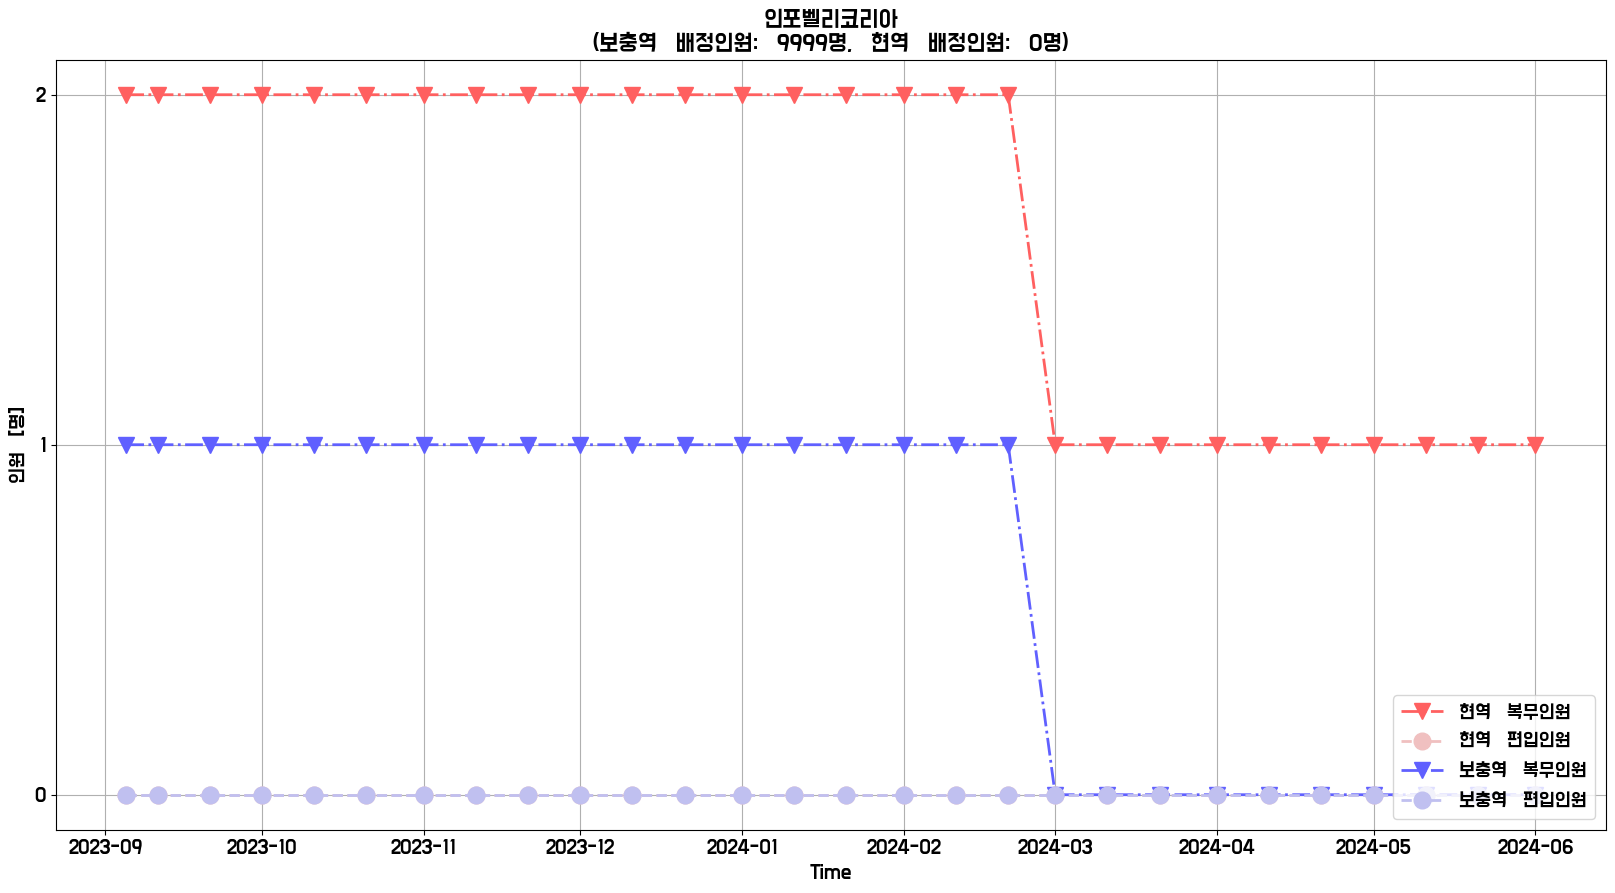 인포벨리코리아
(보충역 배정인원: 9999명, 현역 배정인원: 0명)
인원 [명]
2
1
0
현역 복무인원
현역 편입인원
보충역 복무인원
보충역 편입인원
2023-09 2023-10 2023-11 2023-12 2024-01 2024-02 2024-03 2024-04 2024-05 2024-06
Time